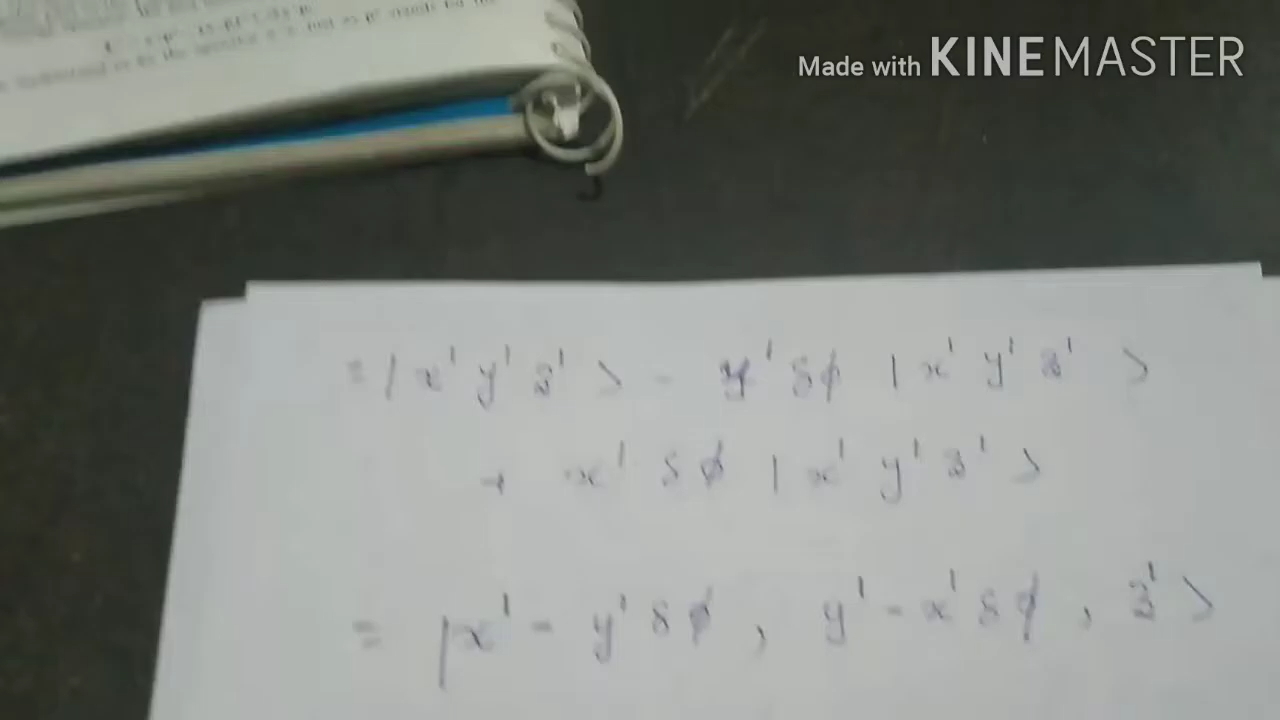 Made with KINEMASTER
= | x' y' z' > - y' δφ | x' y' z' >
+ x' δφ | x' y' z' >
= | x' - y' δφ , y' - x' δφ , z' >